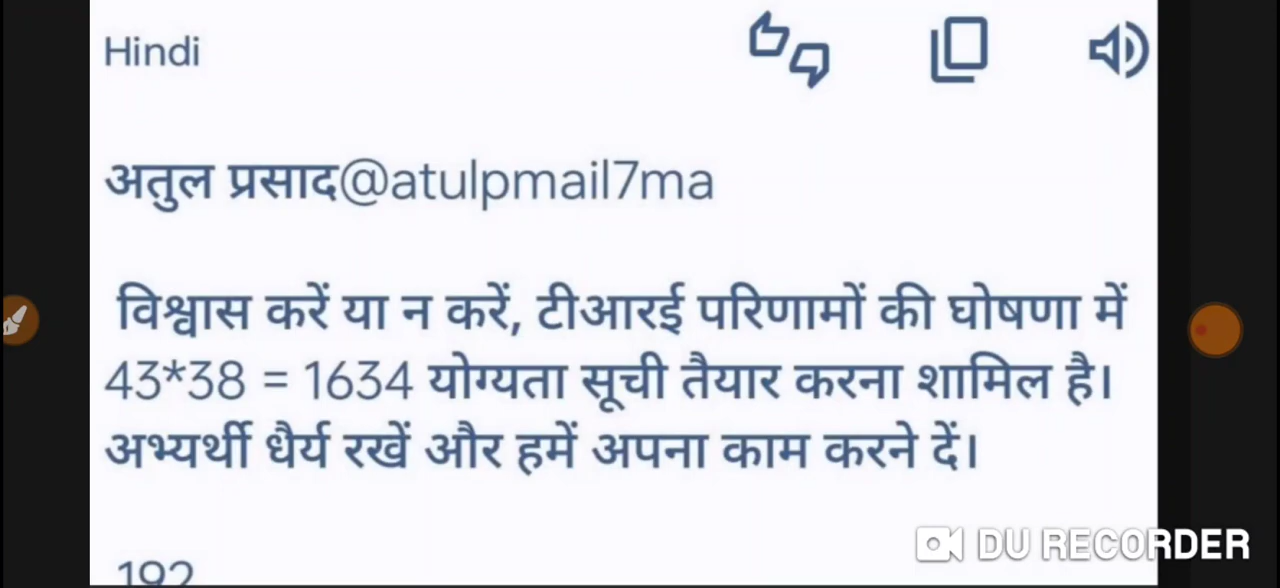 Hindi
अतुल प्रसाद@atulpmail7ma
विश्वास करें या न करें, टीआरई परिणामों की घोषणा में
43*38 = 1634 योग्यता सूची तैयार करना शामिल है।
अभ्यर्थी धैर्य रखें और हमें अपना काम करने दें।
192
DU RECORDER